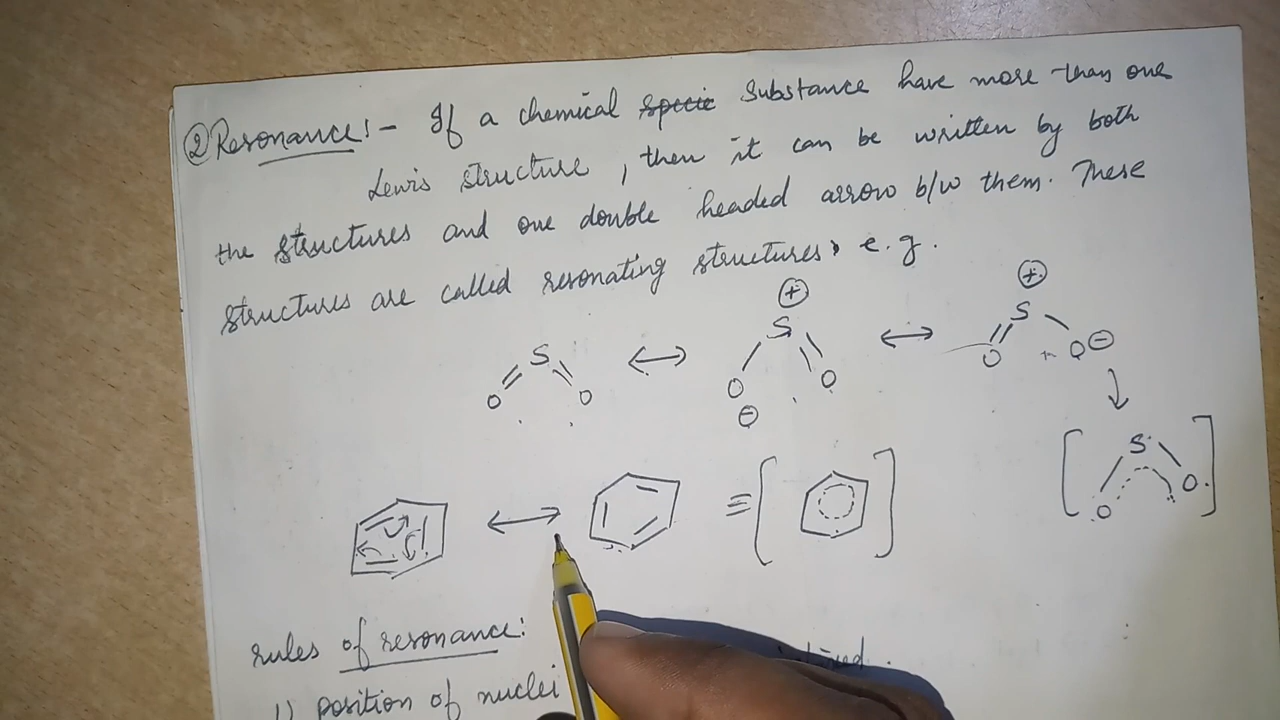 ② Resonance:- If a chemical specie substance have more than one
Lewis structure, then it can be written by both
the structures and one double headed arrow b/w them. These
structures are called resonating structures, e.g.
⊕ ⊕
S ↔ S ↔ S
O O O O O O ⊖
⊖
S
O O
↔ ≡
rules of resonance:
1) position of nuclei